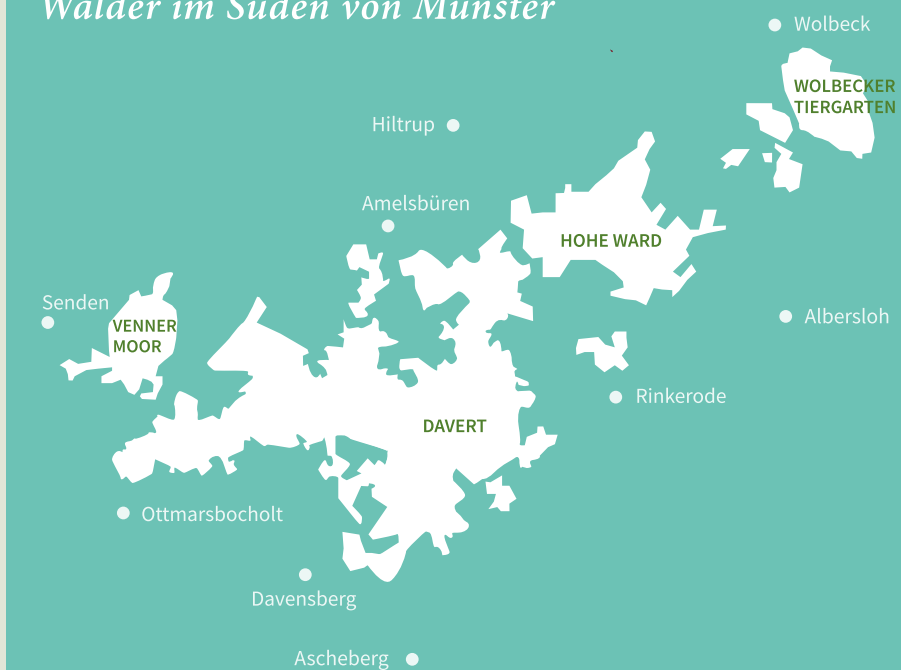 Wälder im Süden von Münster
Wolbeck
WOLBECKER
TIERGARTEN
Hiltrup
Amelsbüren
HOHE WARD
Senden
VENNER
MOOR
Albersloh
Rinkerode
DAVERT
Ottmarsbocholt
Davensberg
Ascheberg